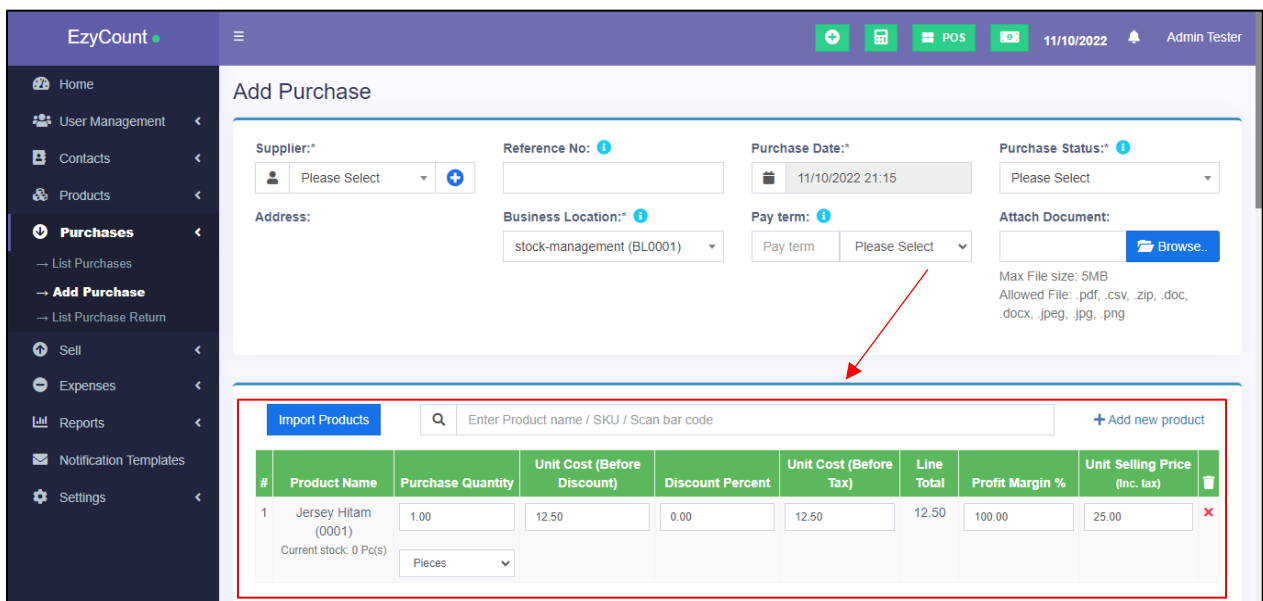 EzyCount
POS
11/10/2022
Admin Tester
Home
User Management
Contacts
Products
Purchases
→ List Purchases
→ Add Purchase
→ List Purchase Return
Sell
Expenses
Reports
Notification Templates
Settings
Add Purchase
Supplier:*
Please Select
Reference No:
Purchase Date:*
11/10/2022 21:15
Purchase Status:*
Please Select
Address:
Business Location:*
stock-management (BL0001)
Pay term:
Pay term
Please Select
Attach Document:
Browse..
Max File size: 5MB
Allowed File: .pdf, .csv, .zip, .doc,
.docx, .jpeg, .jpg, .png
Import Products
Enter Product name / SKU / Scan bar code
+ Add new product
#
Product Name
Purchase Quantity
Unit Cost (Before
Discount)
Discount Percent
Unit Cost (Before
Tax)
Line
Total
Profit Margin %
Unit Selling Price
(Inc. tax)
1
Jersey Hitam
(0001)
Current stock: 0 Pc(s)
1.00
Pieces
12.50
0.00
12.50
12.50
100.00
25.00